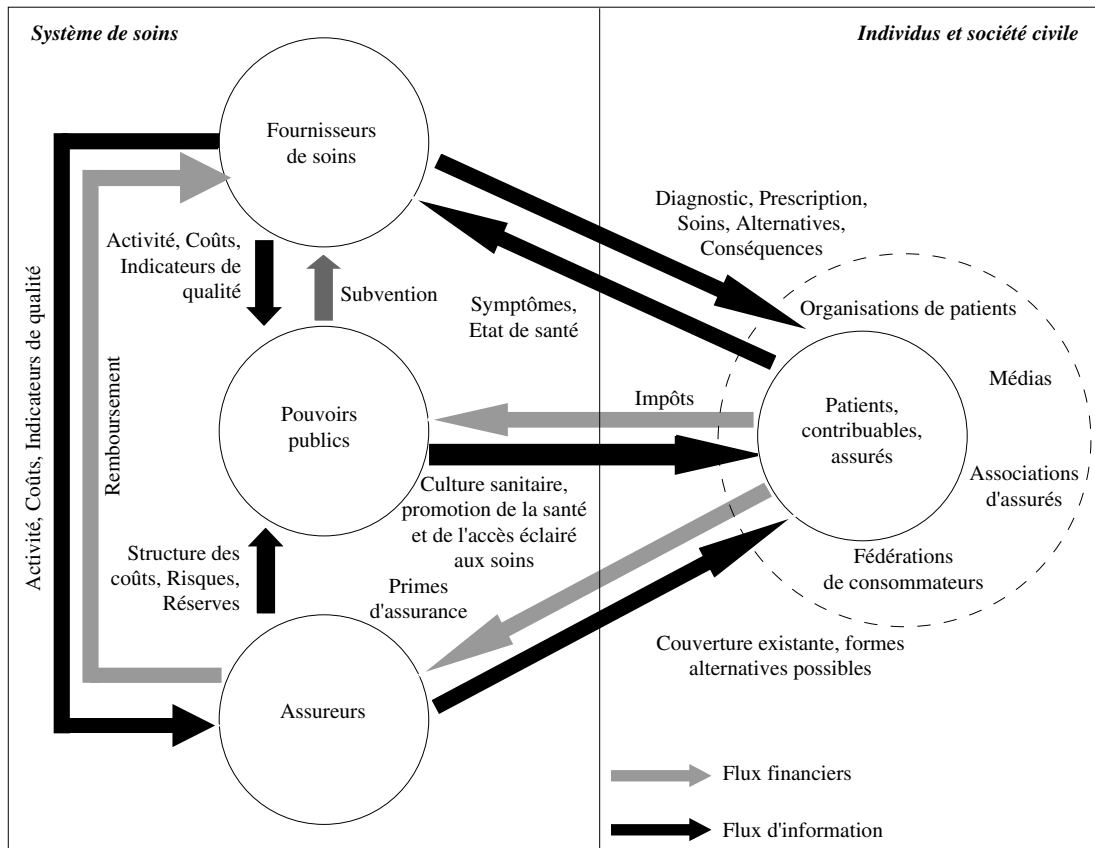 Système de soins
Individus et société civile
Fournisseurs
de soins
Diagnostic, Prescription,
Soins, Alternatives,
Conséquences
Activité, Coûts,
Indicateurs de
qualité
Subvention
Symptômes,
Etat de santé
Organisations de patients
Médias
Impôts
Pouvoirs
publics
Patients,
contribuables,
assurés
Activité, Coûts, Indicateurs de qualité
Remboursement
Culture sanitaire,
promotion de la santé
et de l'accès éclairé
aux soins
Associations
d'assurés
Structure des
coûts, Risques,
Réserves
Fédérations
de consommateurs
Primes
d'assurance
Couverture existante, formes
alternatives possibles
Assureurs
Flux financiers
Flux d'information